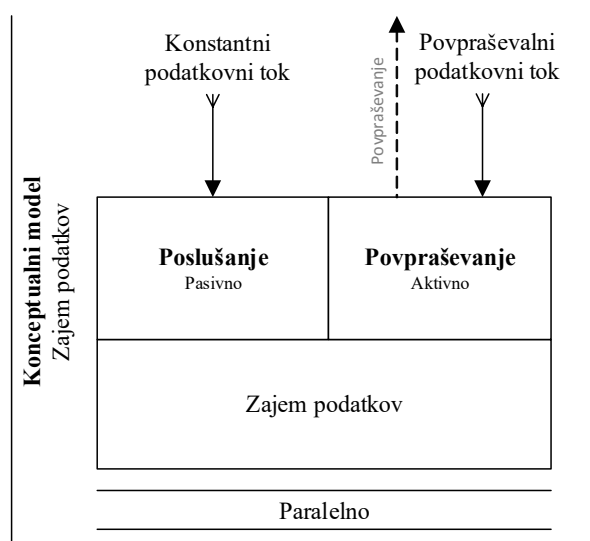 Konstantni
podatkovni tok
Povpraševanje
Povpraševalni
podatkovni tok
Konceptualni model
Zajem podatkov
Poslušanje
Pasivno
Povpraševanje
Aktivno
Zajem podatkov
Paralelno